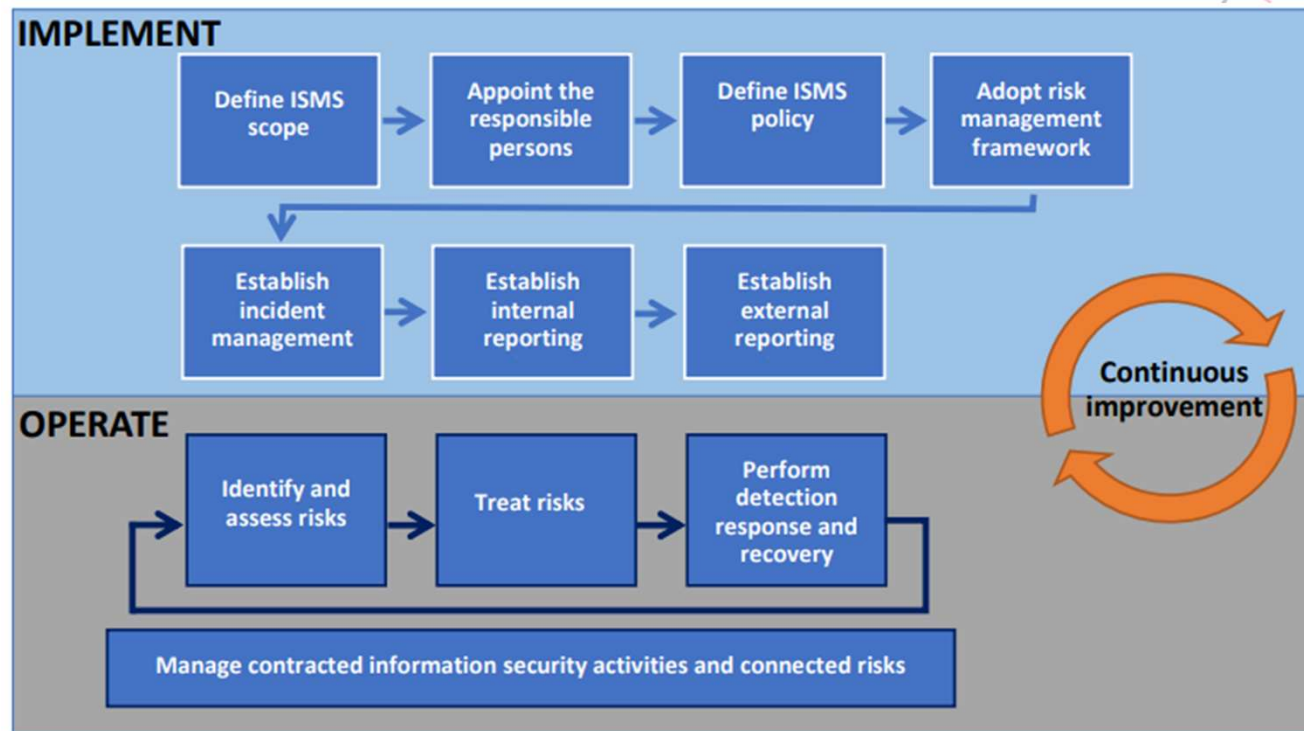 IMPLEMENT
Define ISMS
scope
Appoint the
responsible
persons
Define ISMS
policy
Adopt risk
management
framework
Establish
incident
management
Establish
internal
reporting
Establish
external
reporting
Continuous
improvement
OPERATE
Identify and
assess risks
Treat risks
Perform
detection
response and
recovery
Manage contracted information security activities and connected risks